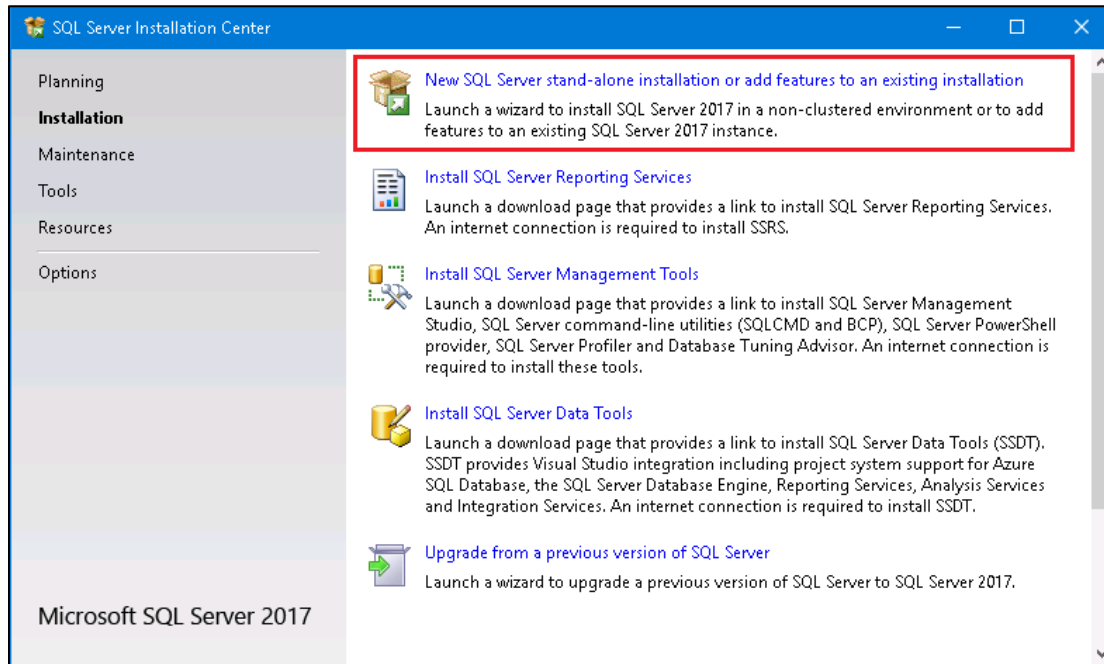 SQL Server Installation Center
Planning
Installation
Maintenance
Tools
Resources
Options
Microsoft SQL Server 2017
New SQL Server stand-alone installation or add features to an existing installation
Launch a wizard to install SQL Server 2017 in a non-clustered environment or to add
features to an existing SQL Server 2017 instance.
Install SQL Server Reporting Services
Launch a download page that provides a link to install SQL Server Reporting Services.
An internet connection is required to install SSRS.
Install SQL Server Management Tools
Launch a download page that provides a link to install SQL Server Management
Studio, SQL Server command-line utilities (SQLCMD and BCP), SQL Server PowerShell
provider, SQL Server Profiler and Database Tuning Advisor. An internet connection is
required to install these tools.
Install SQL Server Data Tools
Launch a download page that provides a link to install SQL Server Data Tools (SSDT).
SSDT provides Visual Studio integration including project system support for Azure
SQL Database, the SQL Server Database Engine, Reporting Services, Analysis Services
and Integration Services. An internet connection is required to install SSDT.
Upgrade from a previous version of SQL Server
Launch a wizard to upgrade a previous version of SQL Server to SQL Server 2017.